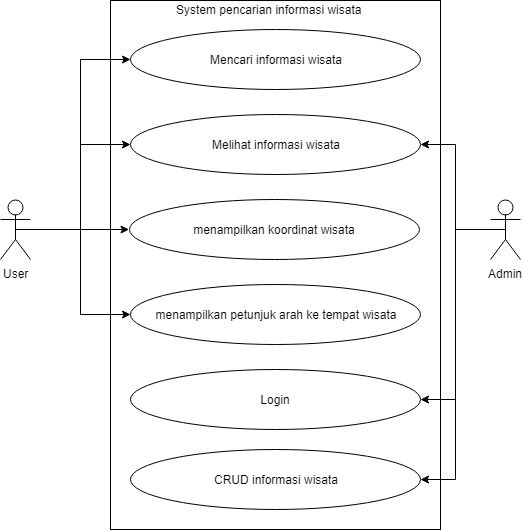 System pencarian informasi wisata
Mencari informasi wisata
Melihat informasi wisata
menampilkan koordinat wisata
User
Admin
menampilkan petunjuk arah ke tempat wisata
Login
CRUD informasi wisata